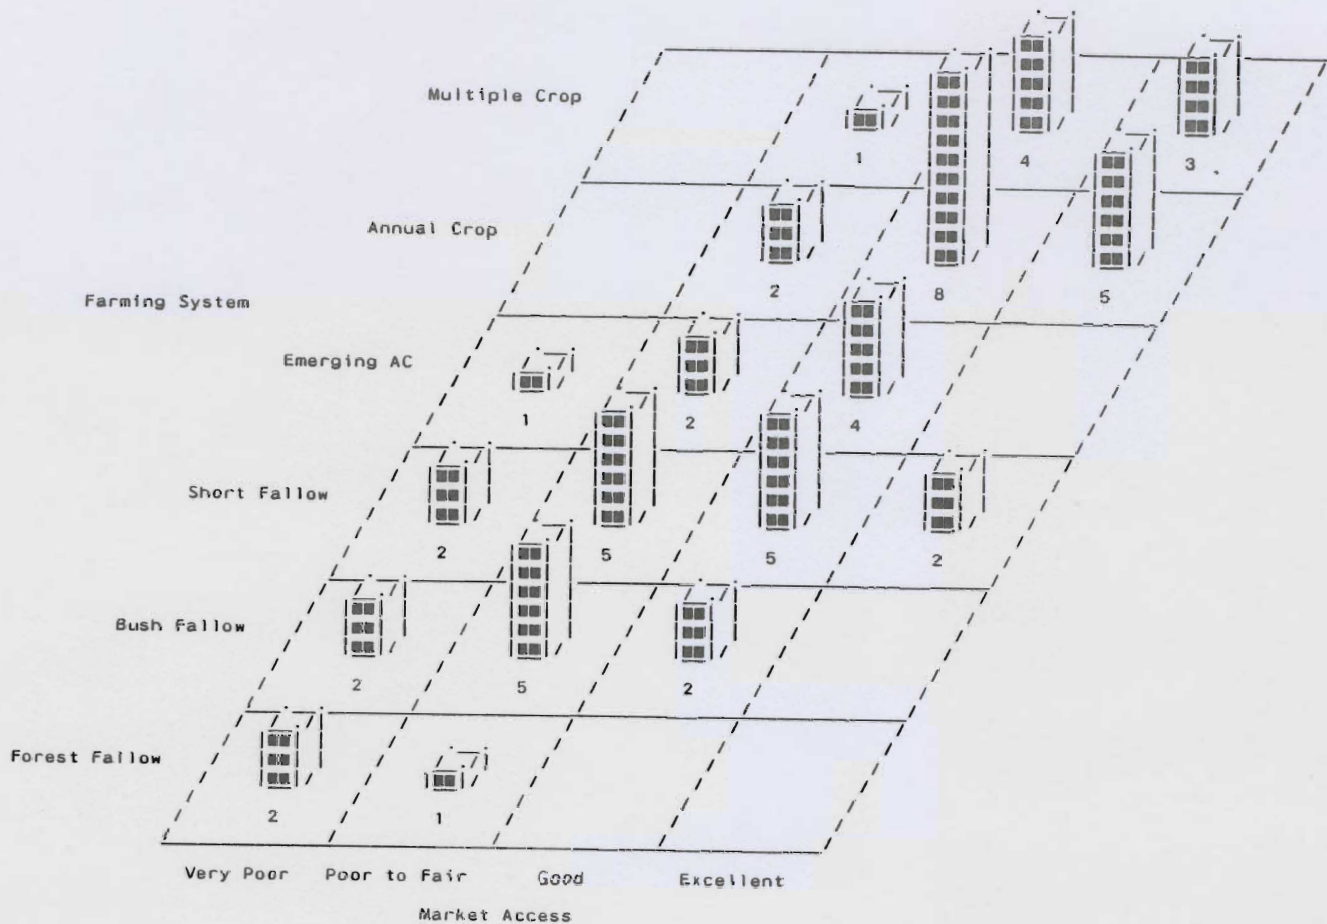 Multiple Crop
1 4 3
Annual Crop
2 8 5
Farming System
Emerging AC
1 2 4
Short Fallow
2 5 5 2
Bush Fallow
2 5 2
Forest Fallow
2 1
Very Poor Poor to Fair Good Excellent
Market Access